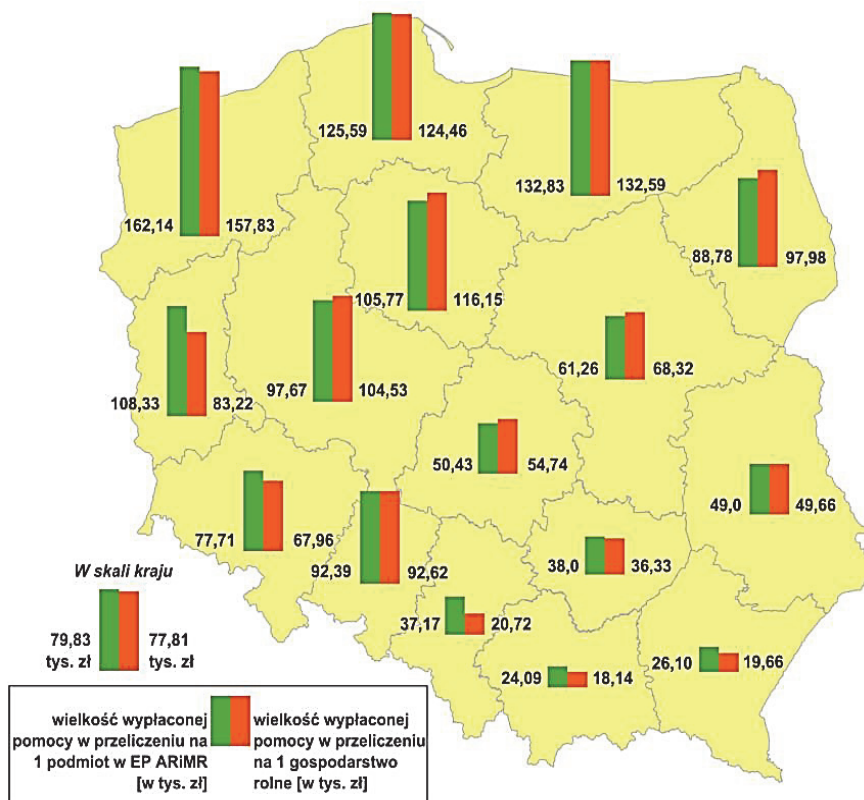 125,59 124,46
132,83 132,59
162,14 157,83
88,78 97,98
105,77 116,15
61,26 68,32
97,67 104,53
108,33 83,22
50,43 54,74
49,0 49,66
77,71 67,96
38,0 36,33
92,39 92,62
W skali kraju
37,17 20,72
79,83 77,81
tys. zł tys. zł
26,10 19,66
24,09 18,14
wielkość wypłaconej
pomocy w przeliczeniu na
1 podmiot w EP ARiMR
[w tys. zł]
wielkość wypłaconej
pomocy w przeliczeniu
na 1 gospodarstwo
rolne [w tys. zł]